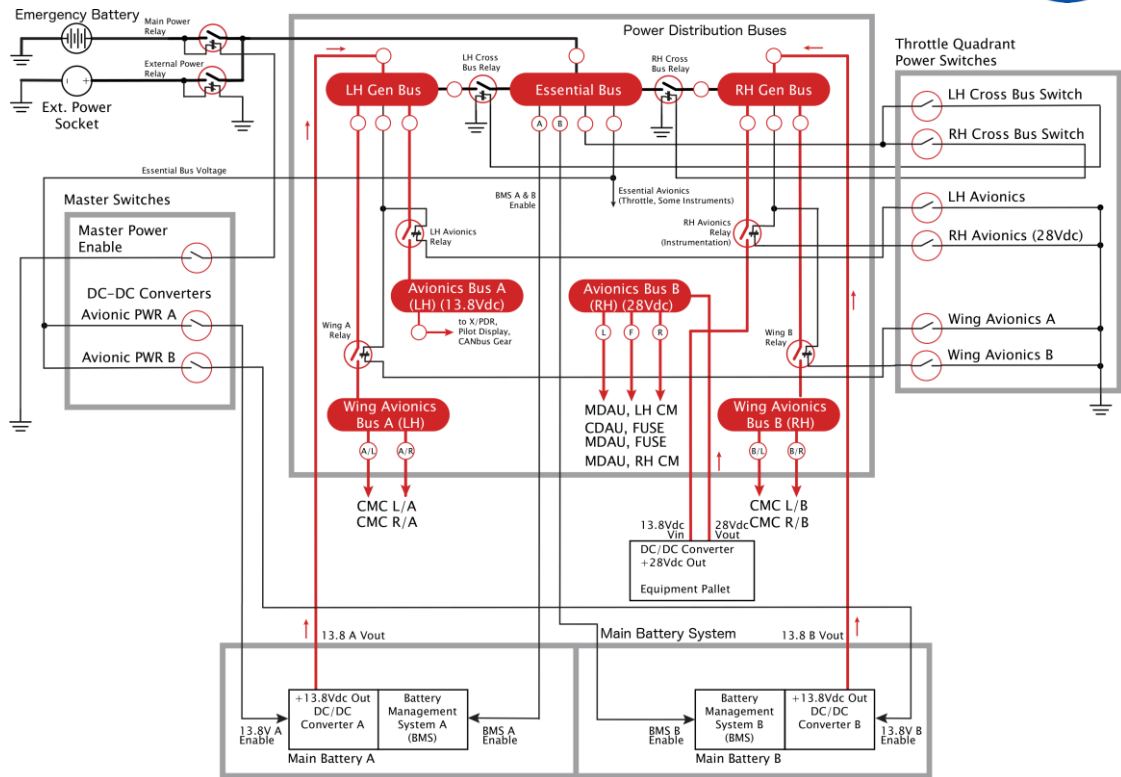 Emergency Battery
Main Power
Relay
External Power
Relay
Ext. Power
Socket
Power Distribution Buses
LH Cross
Bus Relay
RH Cross
Bus Relay
LH Gen Bus
Essential Bus
RH Gen Bus
A
B
Throttle Quadrant
Power Switches
LH Cross Bus Switch
RH Cross Bus Switch
LH Avionics
RH Avionics (28Vdc)
Wing Avionics A
Wing Avionics B
Essential Bus Voltage
BMS A & B
Enable
Essential Avionics
(Throttle, Some Instruments)
Master Switches
Master Power
Enable
DC-DC Converters
Avionic PWR A
Avionic PWR B
LH Avionics
Relay
RH Avionics
Relay
(Instrumentation)
Avionics Bus A
(LH) (13.8Vdc)
to X/PDR,
Pilot Display,
CANbus Gear
Avionics Bus B
(RH) (28Vdc)
L
F
R
Wing A
Relay
Wing B
Relay
MDAU, LH CM
CDAU, FUSE
MDAU, FUSE
MDAU, RH CM
Wing Avionics
Bus A (LH)
A/L
A/R
CMC L/A
CMC R/A
Wing Avionics
Bus B (RH)
B/L
B/R
CMC L/B
CMC R/B
13.8Vdc
Vin
28Vdc
Vout
DC/DC Converter
+28Vdc Out
Equipment Pallet
13.8 A Vout
Main Battery System
13.8 B Vout
+13.8Vdc Out
DC/DC
Converter A
Battery
Management
System A
(BMS)
13.8V A
Enable
BMS A
Enable
Main Battery A
Battery
Management
System B
(BMS)
+13.8Vdc Out
DC/DC
Converter B
BMS B
Enable
13.8V B
Enable
Main Battery B